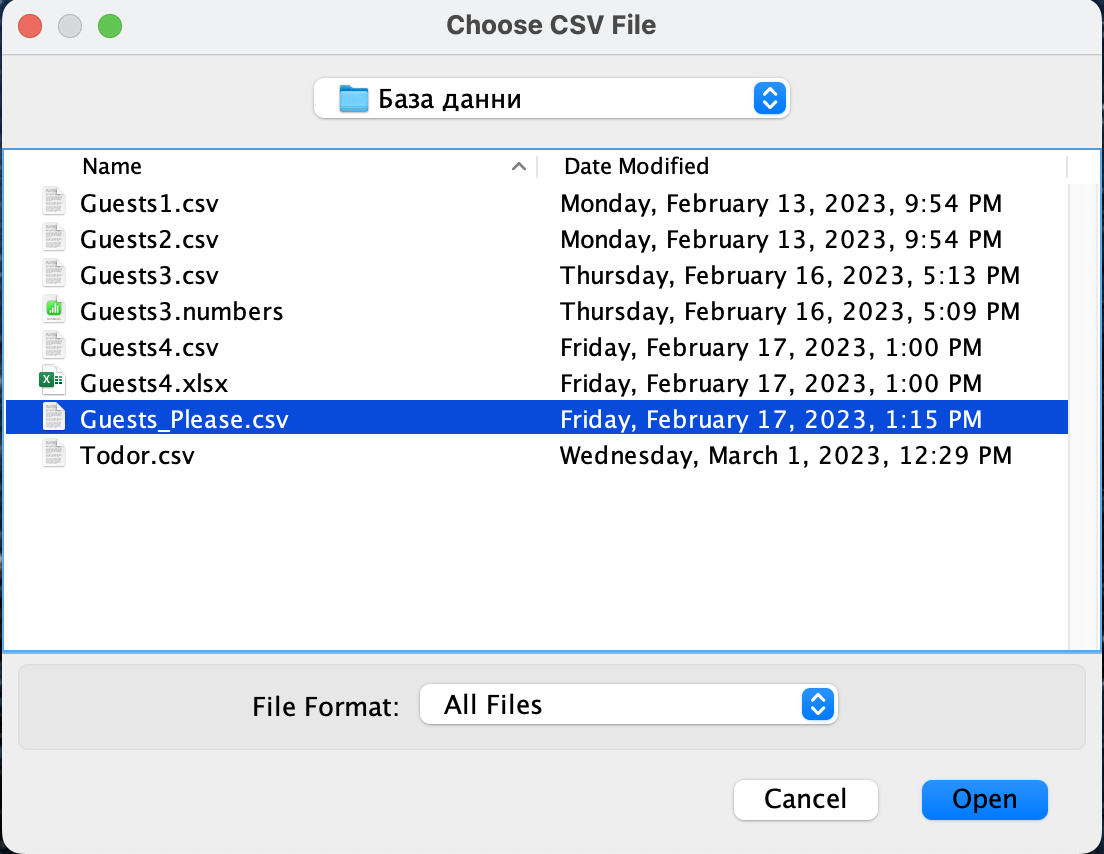 Choose CSV File
База данни
Name Date Modified
Guests1.csv Monday, February 13, 2023, 9:54 PM
Guests2.csv Monday, February 13, 2023, 9:54 PM
Guests3.csv Thursday, February 16, 2023, 5:13 PM
Guests3.numbers Thursday, February 16, 2023, 5:09 PM
Guests4.csv Friday, February 17, 2023, 1:00 PM
Guests4.xlsx Friday, February 17, 2023, 1:00 PM
Guests_Please.csv Friday, February 17, 2023, 1:15 PM
Todor.csv Wednesday, March 1, 2023, 12:29 PM
File Format: All Files
Cancel Open